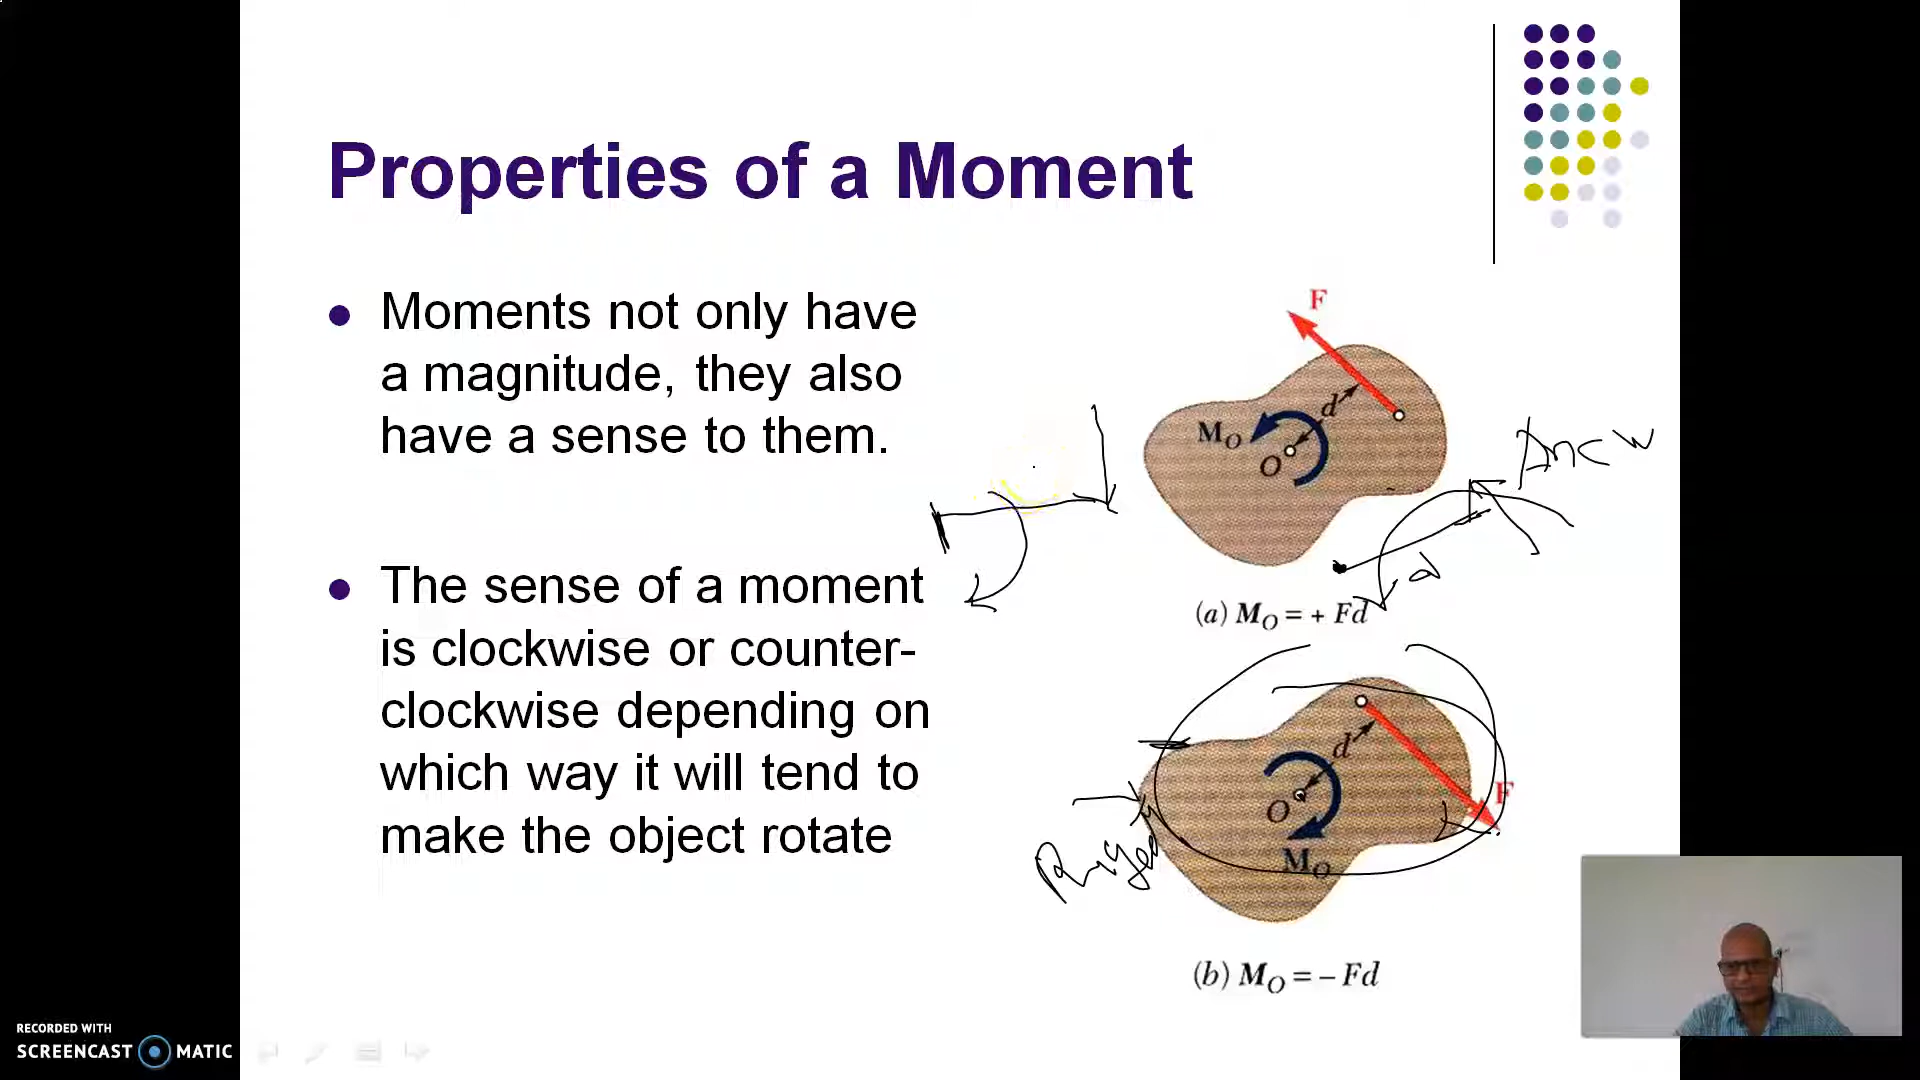 Properties of a Moment
Moments not only have
a magnitude, they also
have a sense to them.
The sense of a moment
is clockwise or counter-
clockwise depending on
which way it will tend to
make the object rotate
F
d
M_O
O
d
(a) M_O = + Fd
d
O
F
M_O
(b) M_O = – Fd
RECORDED WITH
SCREENCAST MATIC